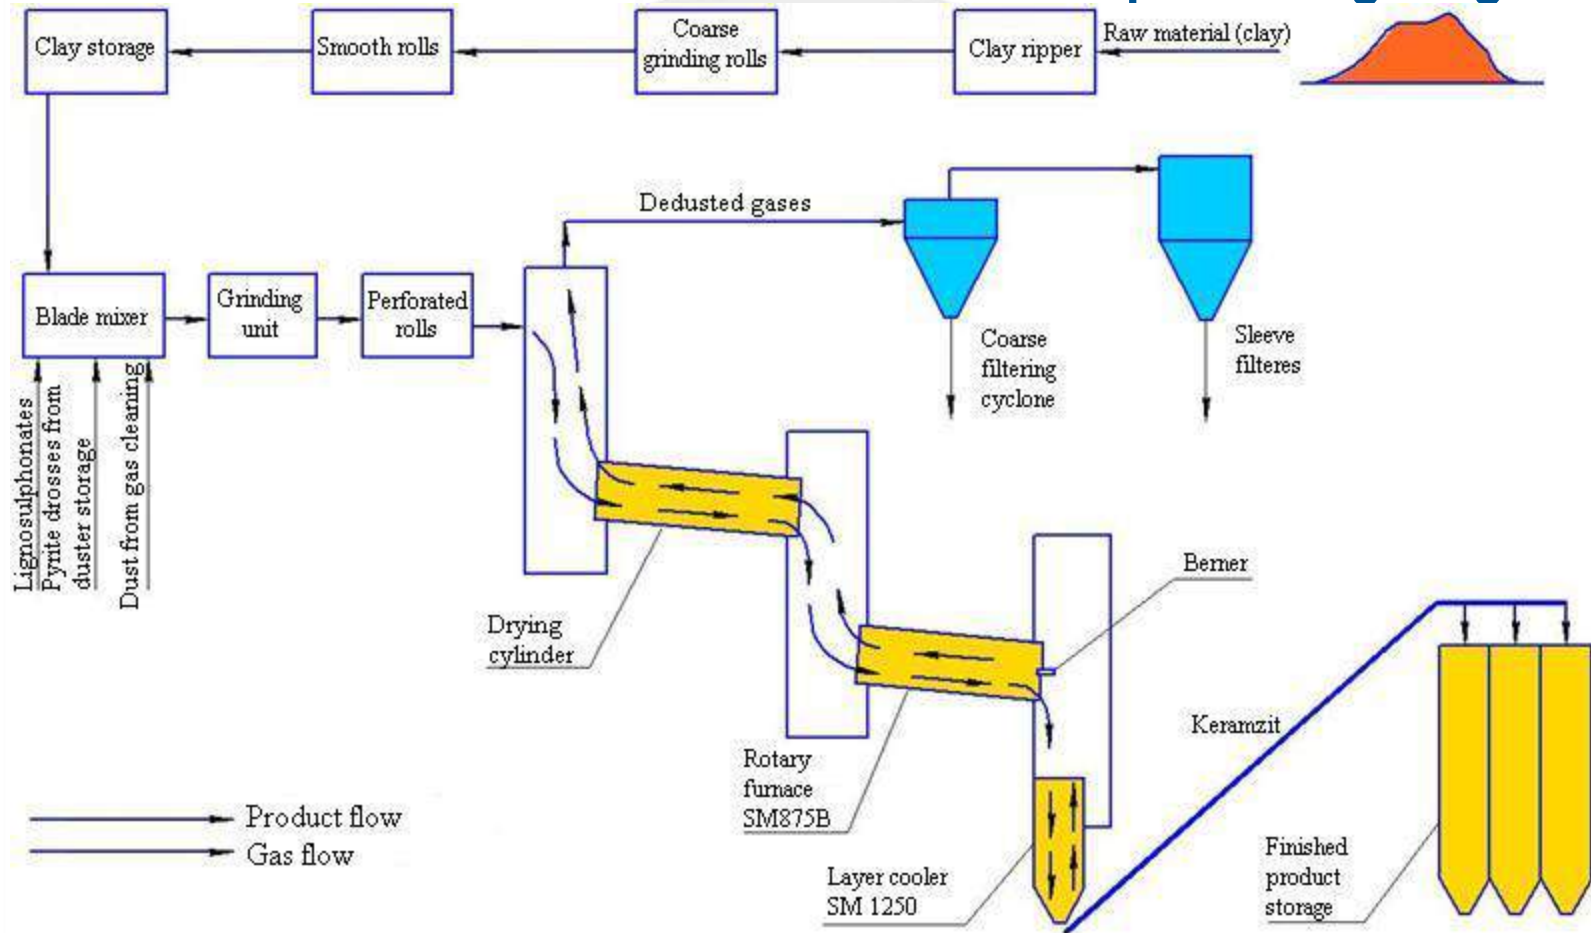 Raw material (clay)
Clay ripper
Coarse
grinding rolls
Smooth rolls
Clay storage
Blade mixer
Grinding
unit
Perforated
rolls
Lignosulphonates
Pyrite drosses from
duster storage
Dust from gas cleaning
Dedusted gases
Coarse
filtering
cyclone
Sleeve
filteres
Drying
cylinder
Berner
Rotary
furnace
SM875B
Keramzit
Layer cooler
SM 1250
Finished
product
storage
Product flow
Gas flow